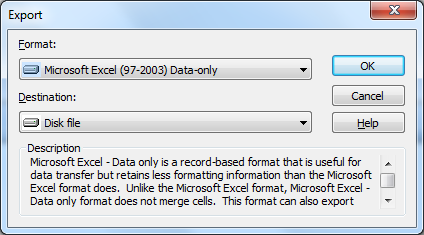 Export
Format:
Microsoft Excel (97-2003) Data-only
OK
Cancel
Destination:
Disk file
Help
Description
Microsoft Excel - Data only is a record-based format that is useful for
data transfer but retains less formatting information than the Microsoft
Excel format does.  Unlike the Microsoft Excel format, Microsoft Excel -
Data only format does not merge cells.  This format can also export